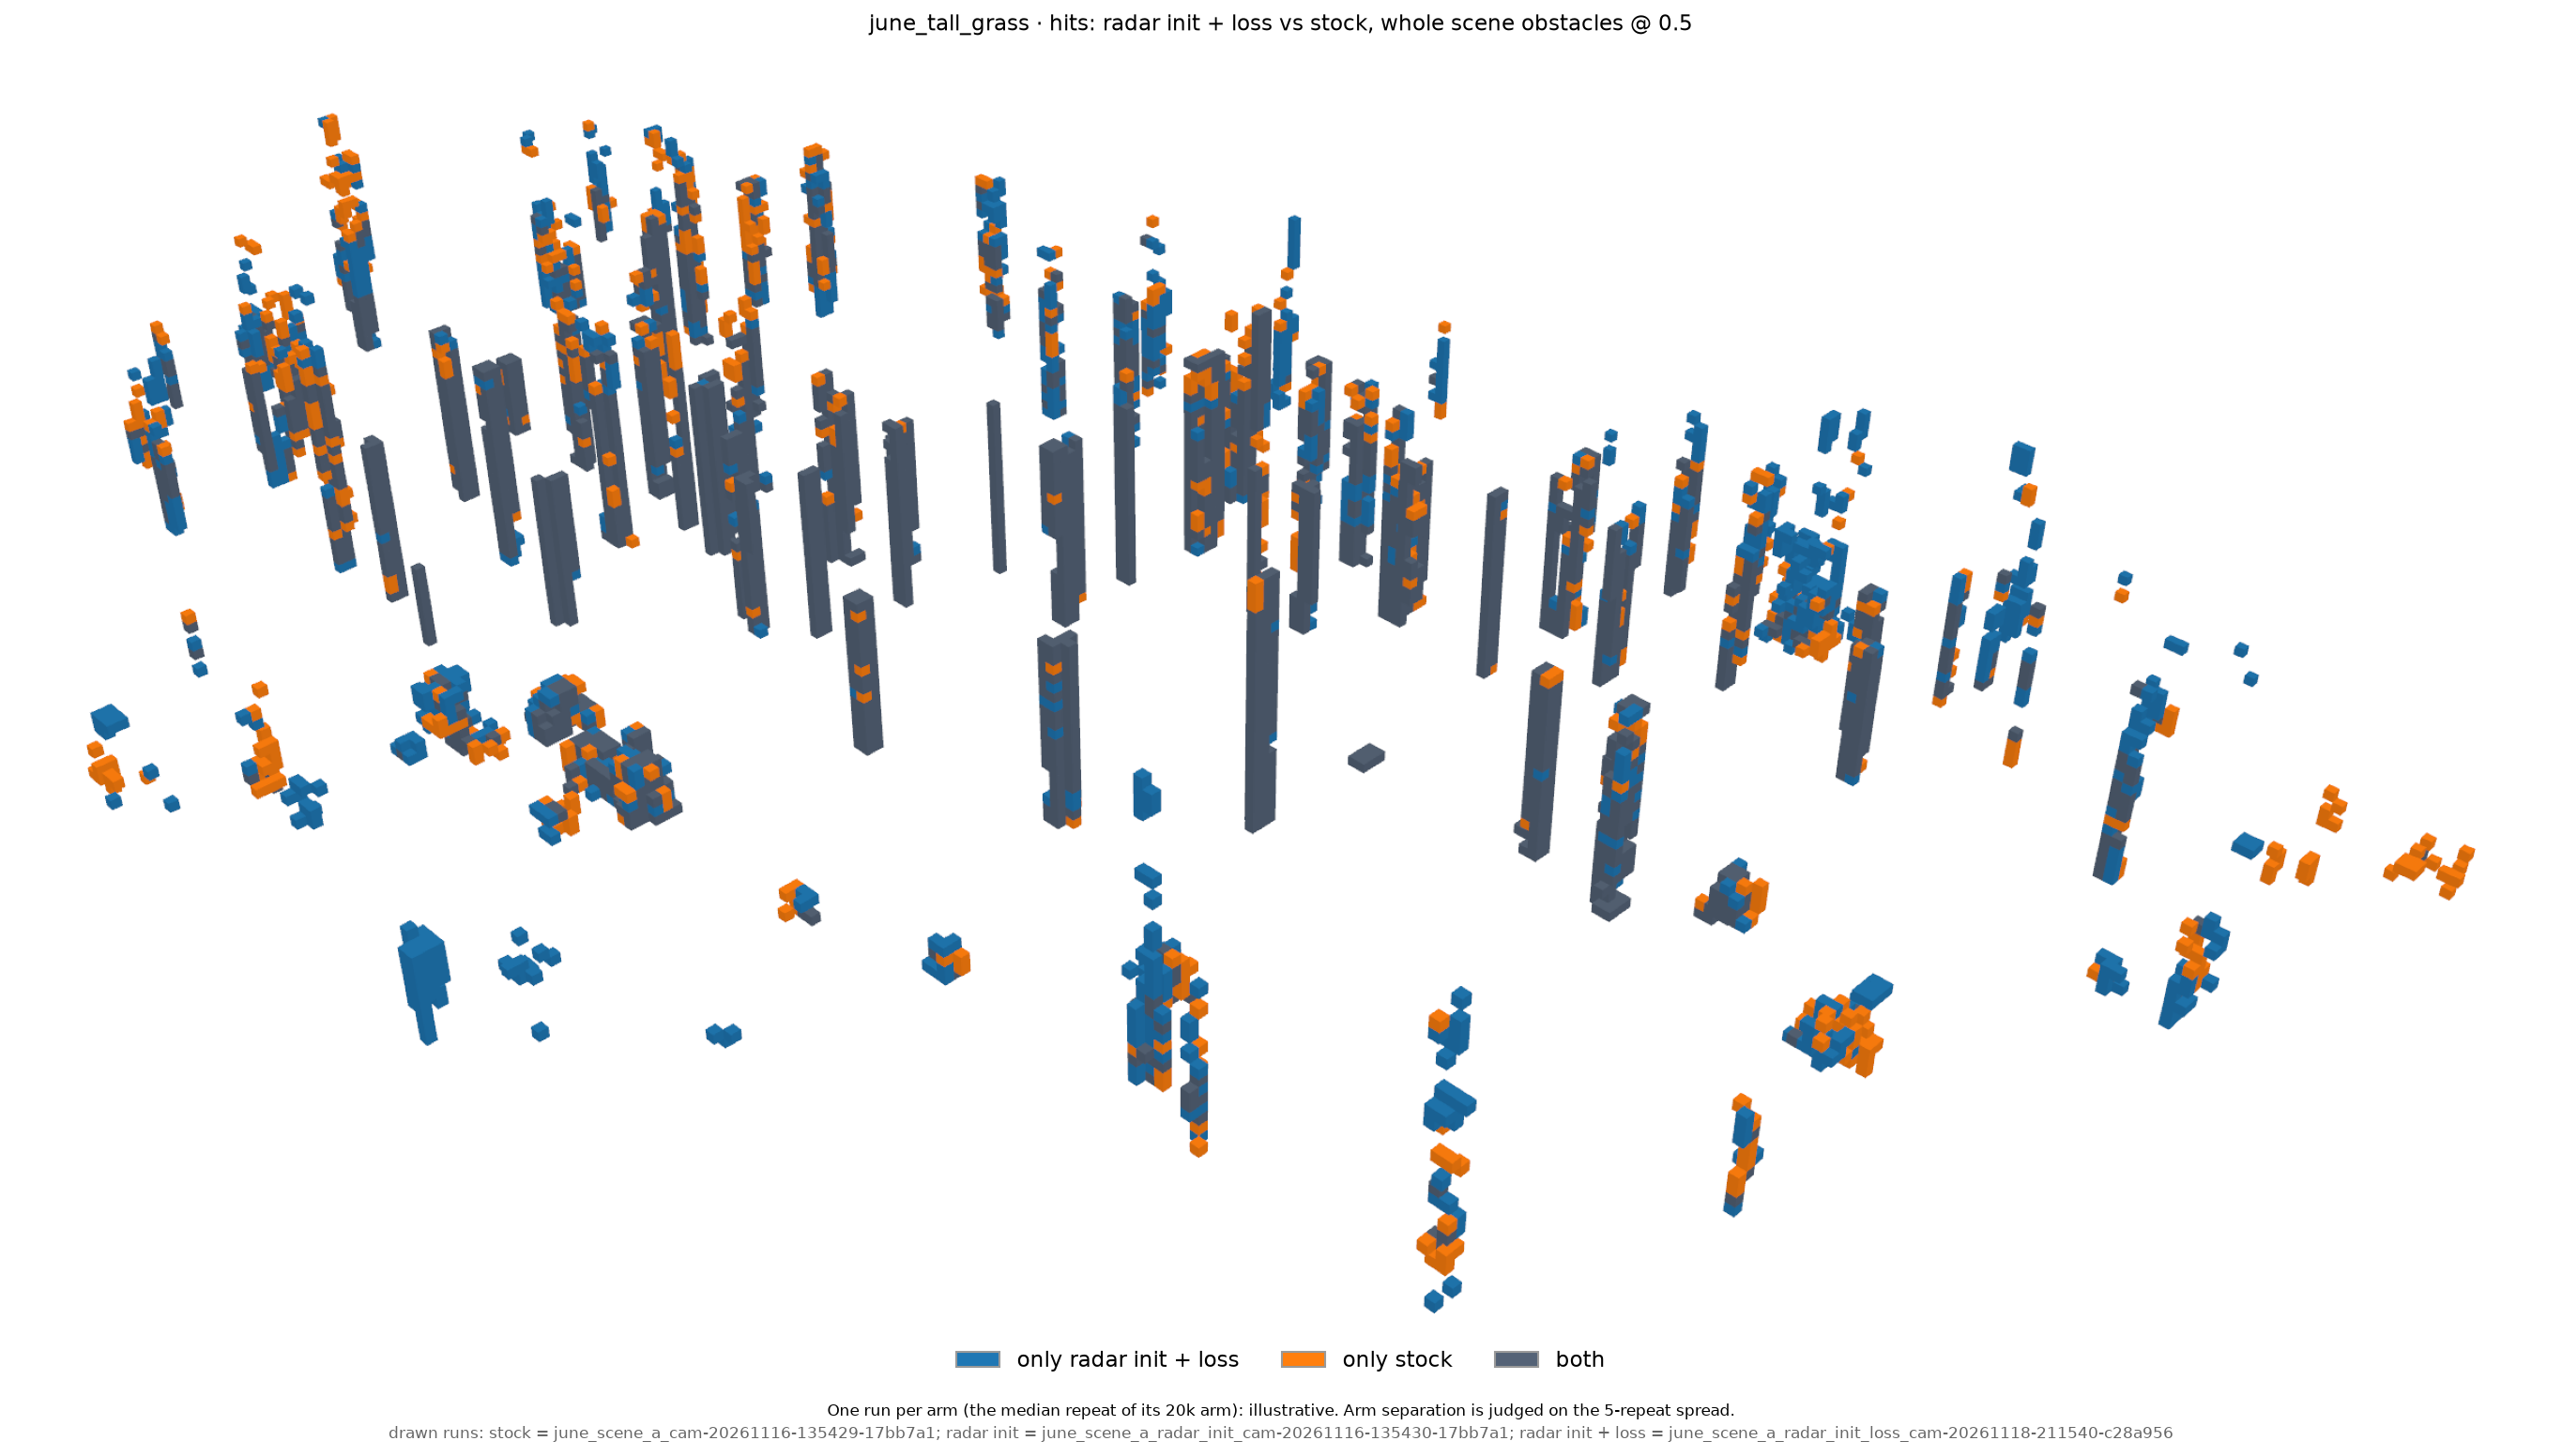 june_tall_grass · hits: radar init + loss vs stock, whole scene obstacles @ 0.5
only radar init + loss only stock both
One run per arm (the median repeat of its 20k arm): illustrative. Arm separation is judged on the 5-repeat spread.
drawn runs: stock = june_scene_a_cam-20261116-135429-17bb7a1; radar init = june_scene_a_radar_init_cam-20261116-135430-17bb7a1; radar init + loss = june_scene_a_radar_init_loss_cam-20261118-211540-c28a956